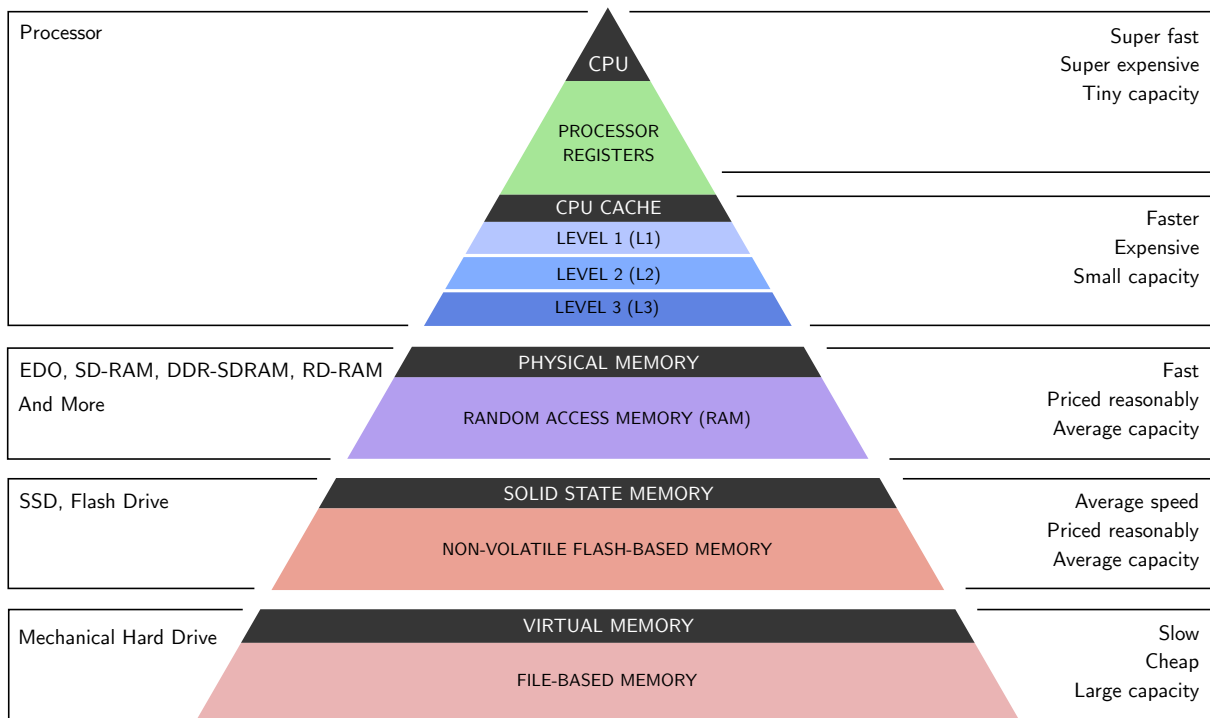 Processor
CPU
Super fast
Super expensive
Tiny capacity
PROCESSOR
REGISTERS
CPU CACHE
LEVEL 1 (L1)
LEVEL 2 (L2)
LEVEL 3 (L3)
Faster
Expensive
Small capacity
EDO, SD-RAM, DDR-SDRAM, RD-RAM
And More
PHYSICAL MEMORY
RANDOM ACCESS MEMORY (RAM)
Fast
Priced reasonably
Average capacity
SSD, Flash Drive
SOLID STATE MEMORY
NON-VOLATILE FLASH-BASED MEMORY
Average speed
Priced reasonably
Average capacity
Mechanical Hard Drive
VIRTUAL MEMORY
FILE-BASED MEMORY
Slow
Cheap
Large capacity